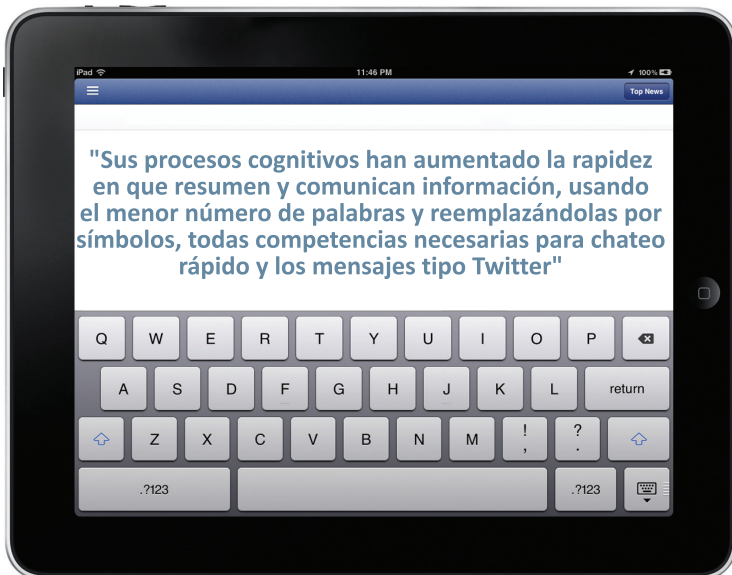 iPad 11:46 PM 100%
Top News
"Sus procesos cognitivos han aumentado la rapidez
en que resumen y comunican información, usando
el menor número de palabras y reemplazándolas por
símbolos, todas competencias necesarias para chateo
rápido y los mensajes tipo Twitter"
Q W E R T Y U I O P
A S D F G H J K L return
Z X C V B N M ! , ? .
.?123 .?123